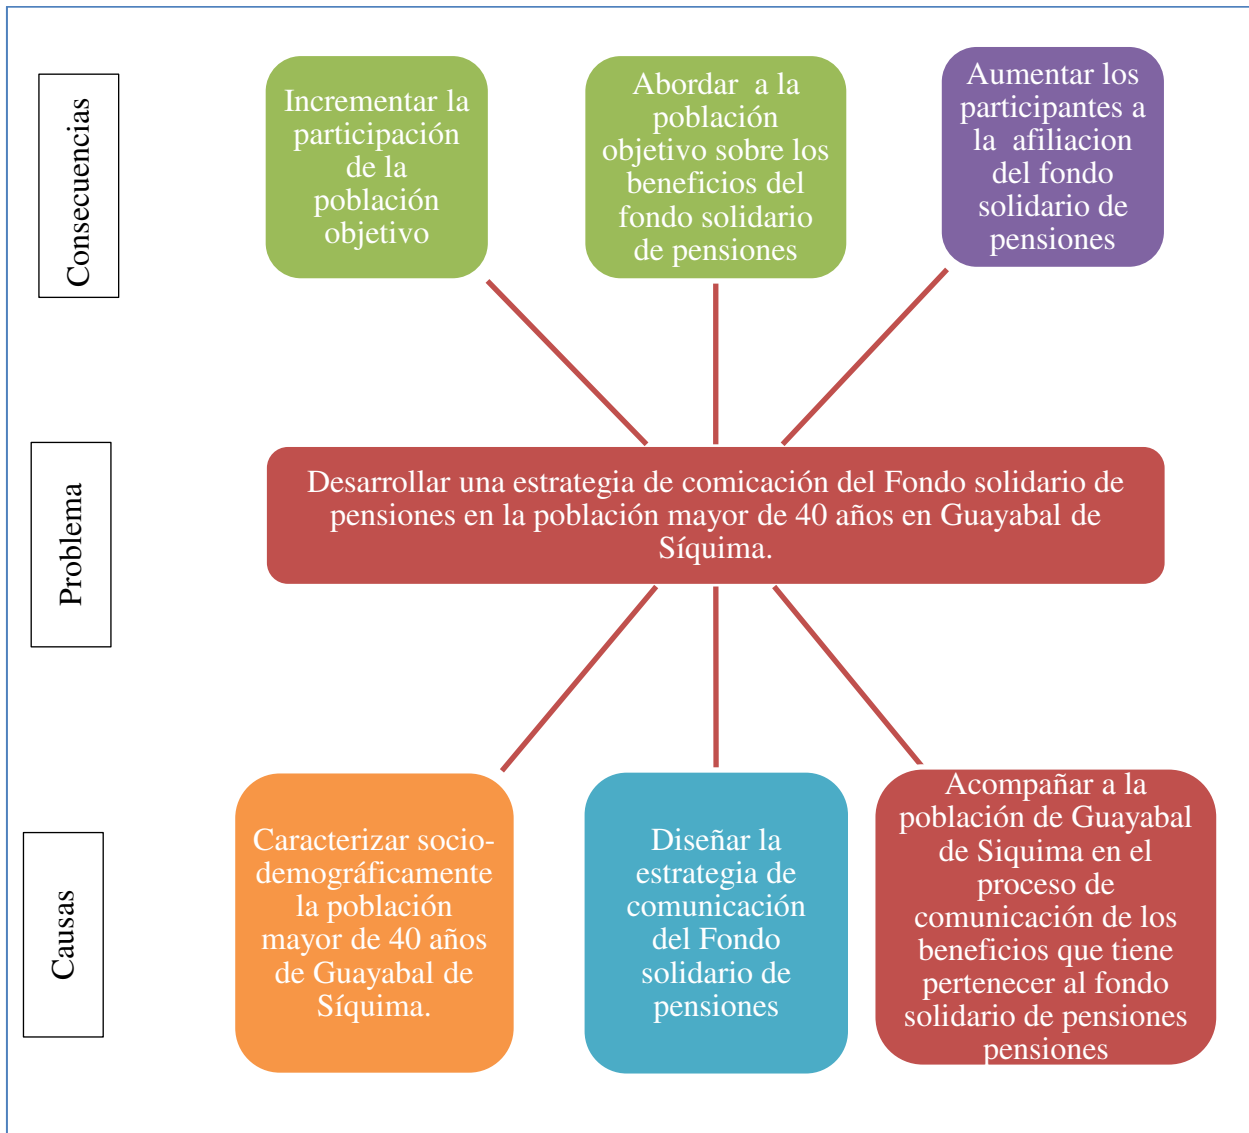 Consecuencias
Incrementar la
participación
de la
población
objetivo
Abordar a la
población
objetivo sobre los
beneficios del
fondo solidario
de pensiones
Aumentar los
participantes a
la afiliacion
del fondo
solidario de
pensiones
Problema
Desarrollar una estrategia de comicación del Fondo solidario de
pensiones en la población mayor de 40 años en Guayabal de
Síquima.
Causas
Caracterizar socio-
demográficamente
la población
mayor de 40 años
de Guayabal de
Síquima.
Diseñar la
estrategia de
comunicación
del Fondo
solidario de
pensiones
Acompañar a la
población de Guayabal
de Siquima en el
proceso de
comunicación de los
beneficios que tiene
pertenecer al fondo
solidario de pensiones
pensiones